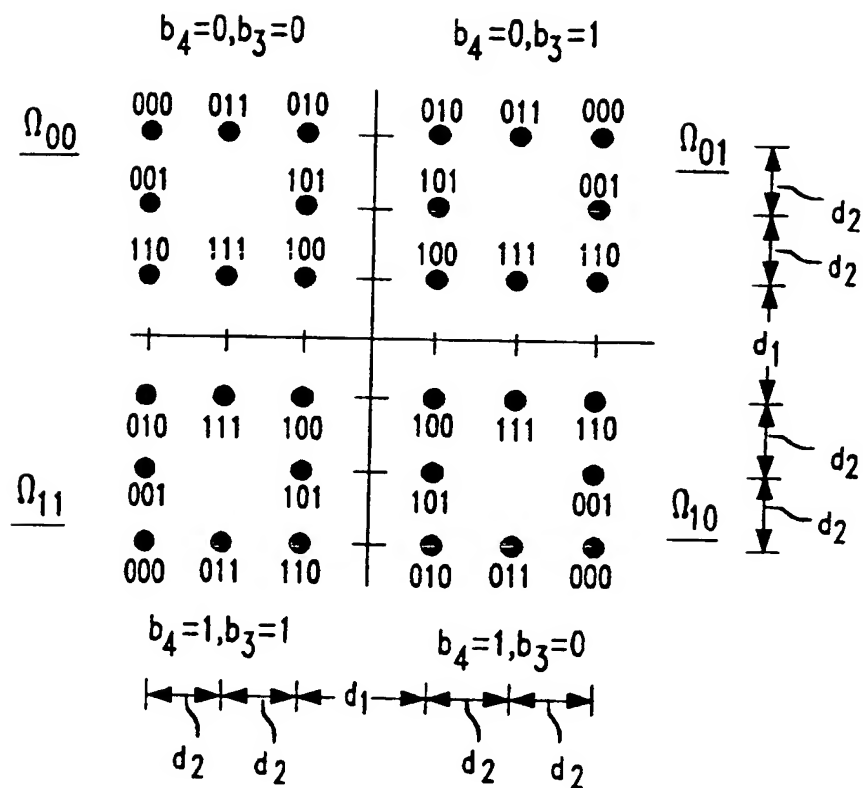 b₄=0,b₃=0 b₄=0,b₃=1
000 011 010 010 011 000
Ω₀₀ Ω₀₁
001 101 101 001
d₂
110 111 100 100 111 110
d₂
d₁
010 111 100 100 111 110
d₂
Ω₁₁ 001 101 101 001 Ω₁₀
d₂
000 011 110 010 011 000
b₄=1,b₃=1 b₄=1,b₃=0
d₁
d₂ d₂ d₂ d₂